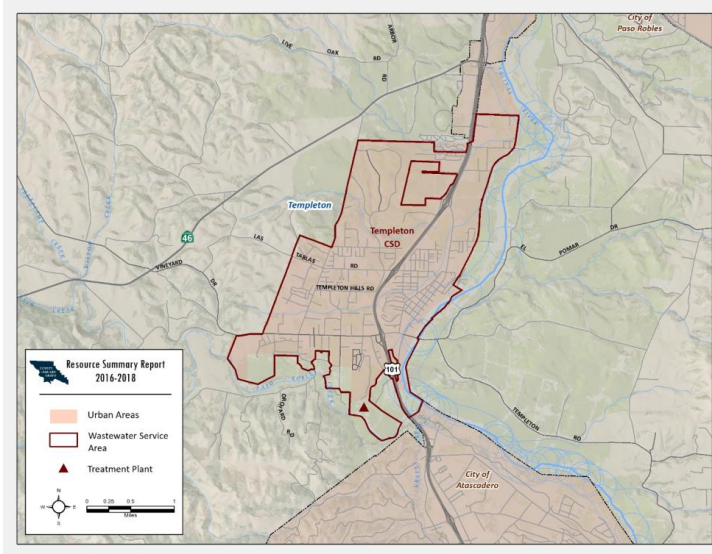 City of
Paso Robles
ARBOR
RD
LIVE
OAK
RD
Templeton
Templeton
CSD
46
LAS
TABLAS
RD
VINEYARD
DR
EL
POMAR
DR
TEMPLETON HILLS RD
101
TEMPLETON
RD
City of
Atascadero
Resource Summary Report
2016-2018
Urban Areas
Wastewater Service
Area
Treatment Plant
N
W
E
S
0 0.25 0.5 1
Miles